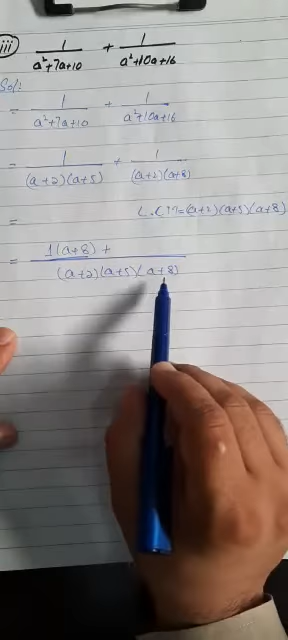 iii) 1/(a²+7a+10) + 1/(a²+10a+16)
Sol:
= 1/(a²+7a+10) + 1/(a²+10a+16)
= 1/((a+2)(a+5)) + 1/((a+2)(a+8))
= L.C.M=(a+2)(a+5)(a+8)
= 1(a+8) + / (a+2)(a+5)(a+8)